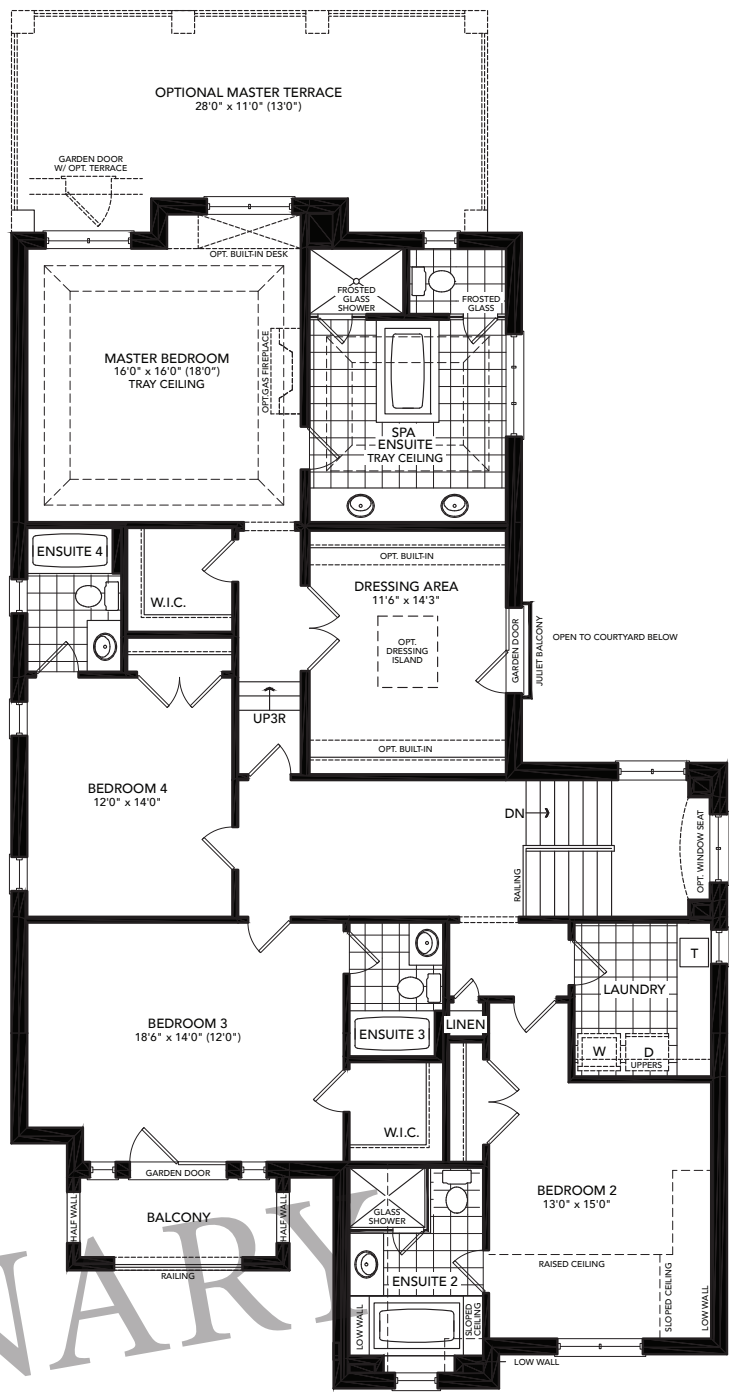 OPTIONAL MASTER TERRACE
28'0" x 11'0" (13'0")
GARDEN DOOR
W/ OPT. TERRACE
OPT. BUILT-IN DESK
FROSTED
GLASS
SHOWER
FROSTED
GLASS
MASTER BEDROOM
16'0" x 16'0" (18'0")
TRAY CEILING
OPT.GAS FIREPLACE
SPA
ENSUITE
TRAY CEILING
ENSUITE 4
W.I.C.
OPT. BUILT-IN
DRESSING AREA
11'6" x 14'3"
OPT.
DRESSING
ISLAND
GARDEN DOOR
JULIET BALCONY
OPEN TO COURTYARD BELOW
UP3R
OPT. BUILT-IN
BEDROOM 4
12'0" x 14'0"
DN
RAILING
OPT. WINDOW SEAT
BEDROOM 3
18'6" x 14'0" (12'0")
ENSUITE 3
LINEN
LAUNDRY
T
W
D
UPPERS
W.I.C.
GARDEN DOOR
HALF WALL
BALCONY
HALF WALL
RAILING
GLASS
SHOWER
ENSUITE 2
LOW WALL
SLOPED
CEILING
BEDROOM 2
13'0" x 15'0"
RAISED CEILING
SLOPED CEILING
LOW WALL
LOW WALL
NARY